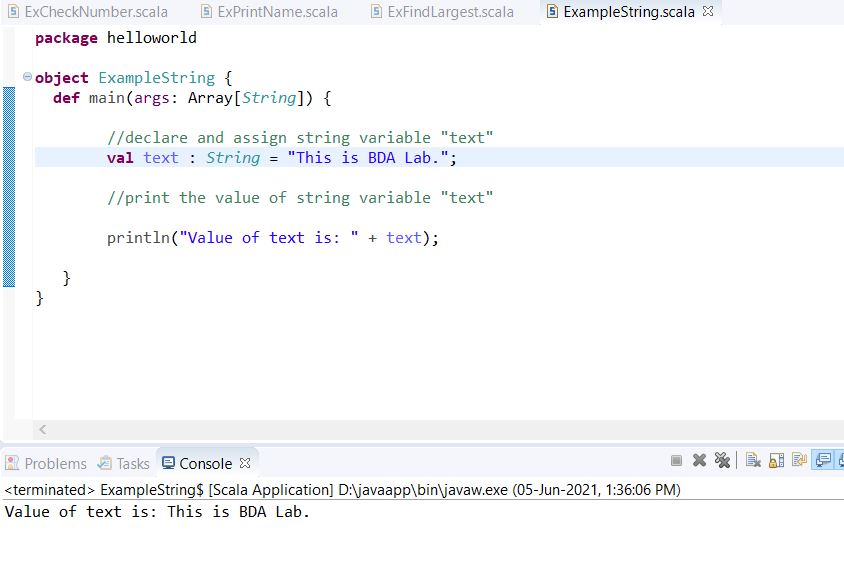 ExCheckNumber.scala ExPrintName.scala ExFindLargest.scala ExampleString.scala
package helloworld
object ExampleString {
def main(args: Array[String]) {
//declare and assign string variable "text"
val text : String = "This is BDA Lab.";
//print the value of string variable "text"
println("Value of text is: " + text);
}
}
Problems Tasks Console
<terminated> ExampleString$ [Scala Application] D:\javaapp\bin\javaw.exe (05-Jun-2021, 1:36:06 PM)
Value of text is: This is BDA Lab.